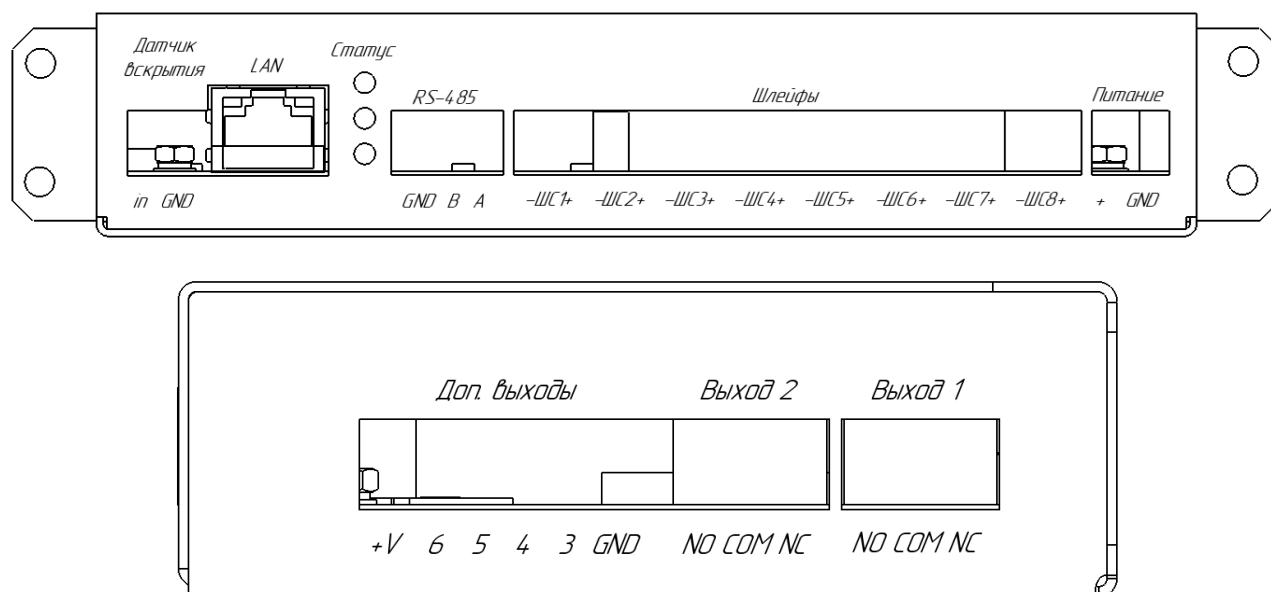 Датчик
вскрытия
LAN
Статус
RS-485
Шлейфы
Питание
in GND
GND B A
-ШС1+ -ШС2+ -ШС3+ -ШС4+ -ШС5+ -ШС6+ -ШС7+ -ШС8+
+ GND
Доп. выходы
Выход 2
Выход 1
+V 6 5 4 3 GND
NO COM NC
NO COM NC